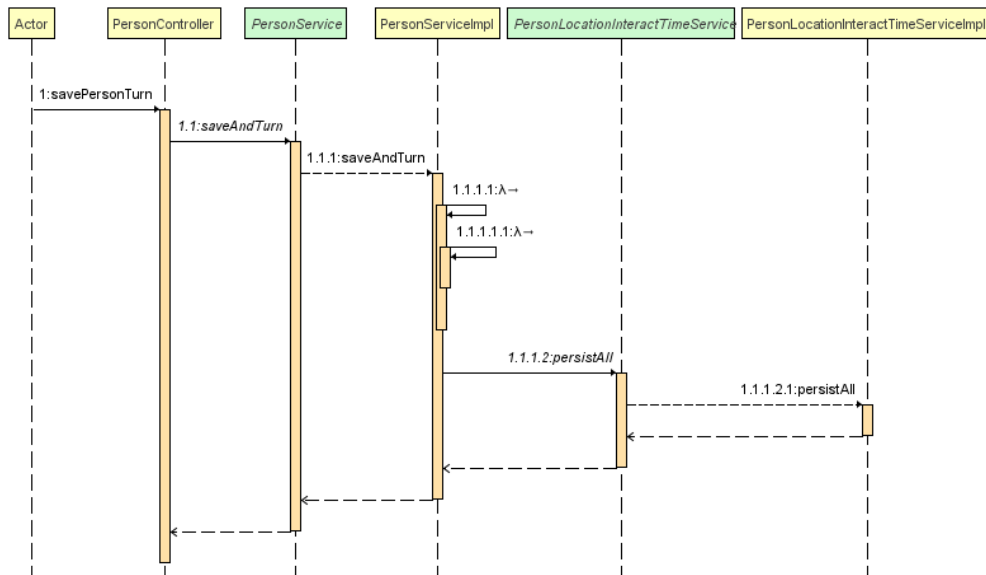 Actor
PersonController
PersonService
PersonServiceImpl
PersonLocationInteractTimeService
PersonLocationInteractTimeServiceImpl
1:savePersonTurn
1.1:saveAndTurn
1.1.1:saveAndTurn
1.1.1.1:λ→
1.1.1.1.1:λ→
1.1.1.2:persistAll
1.1.1.2.1:persistAll